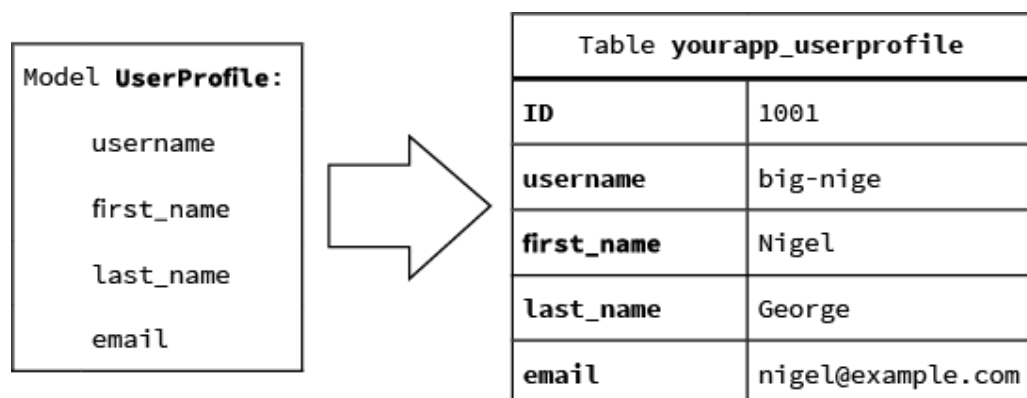 Model UserProfile:
username
first_name
last_name
email
Table yourapp_userprofile
ID 1001
username big-nige
first_name Nigel
last_name George
email nigel@example.com